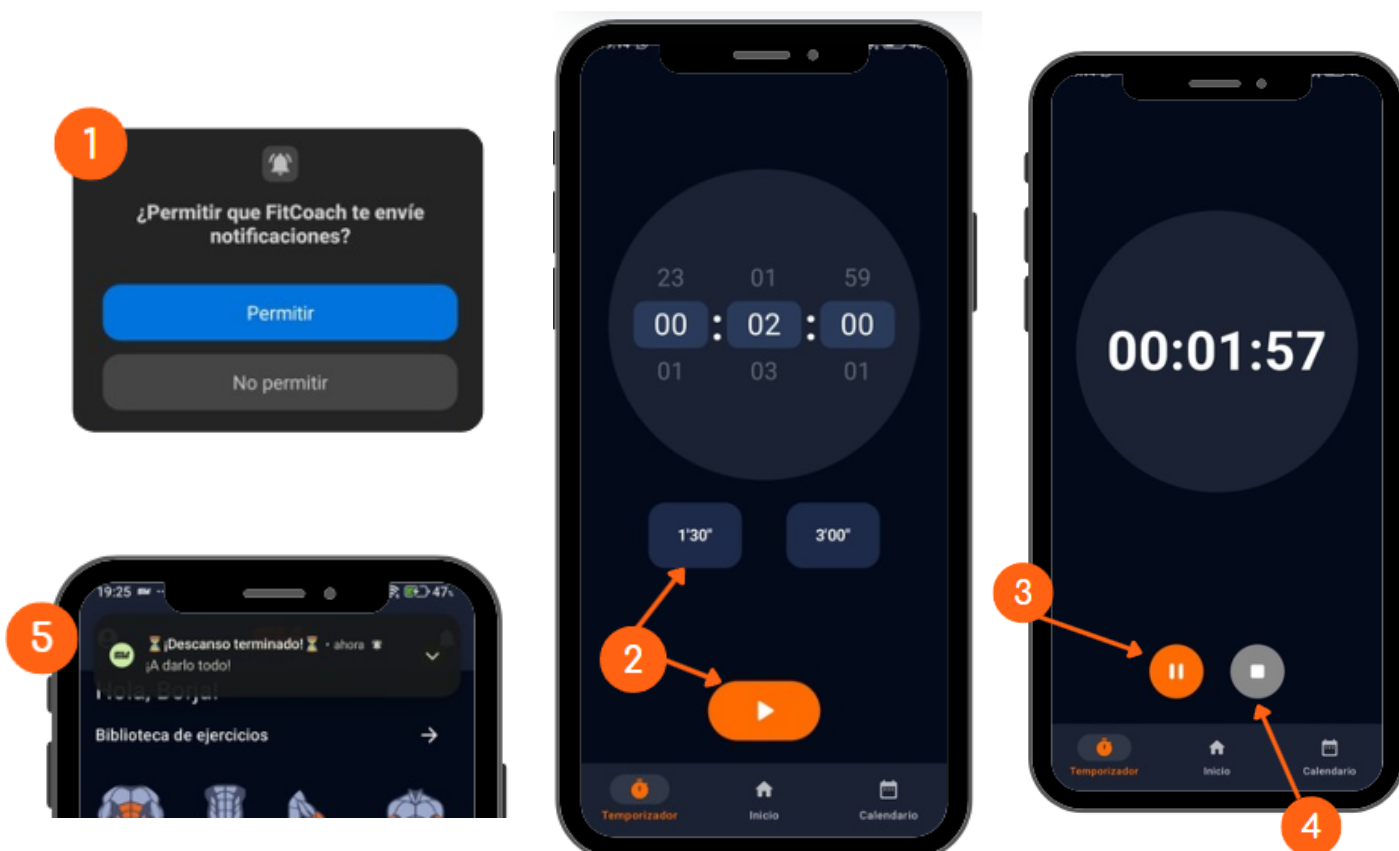 1
¿Permitir que FitCoach te envíe
notificaciones?
Permitir
No permitir
5
19:25
47%
⏳¡Descanso terminado!⏳ • ahora
¡A darlo todo!
Hola, Borja!
Biblioteca de ejercicios
23 01 59
00 : 02 : 00
01 03 01
1'30" 3'00"
2
Temporizador Inicio Calendario
00:01:57
3
4
Temporizador Inicio Calendario